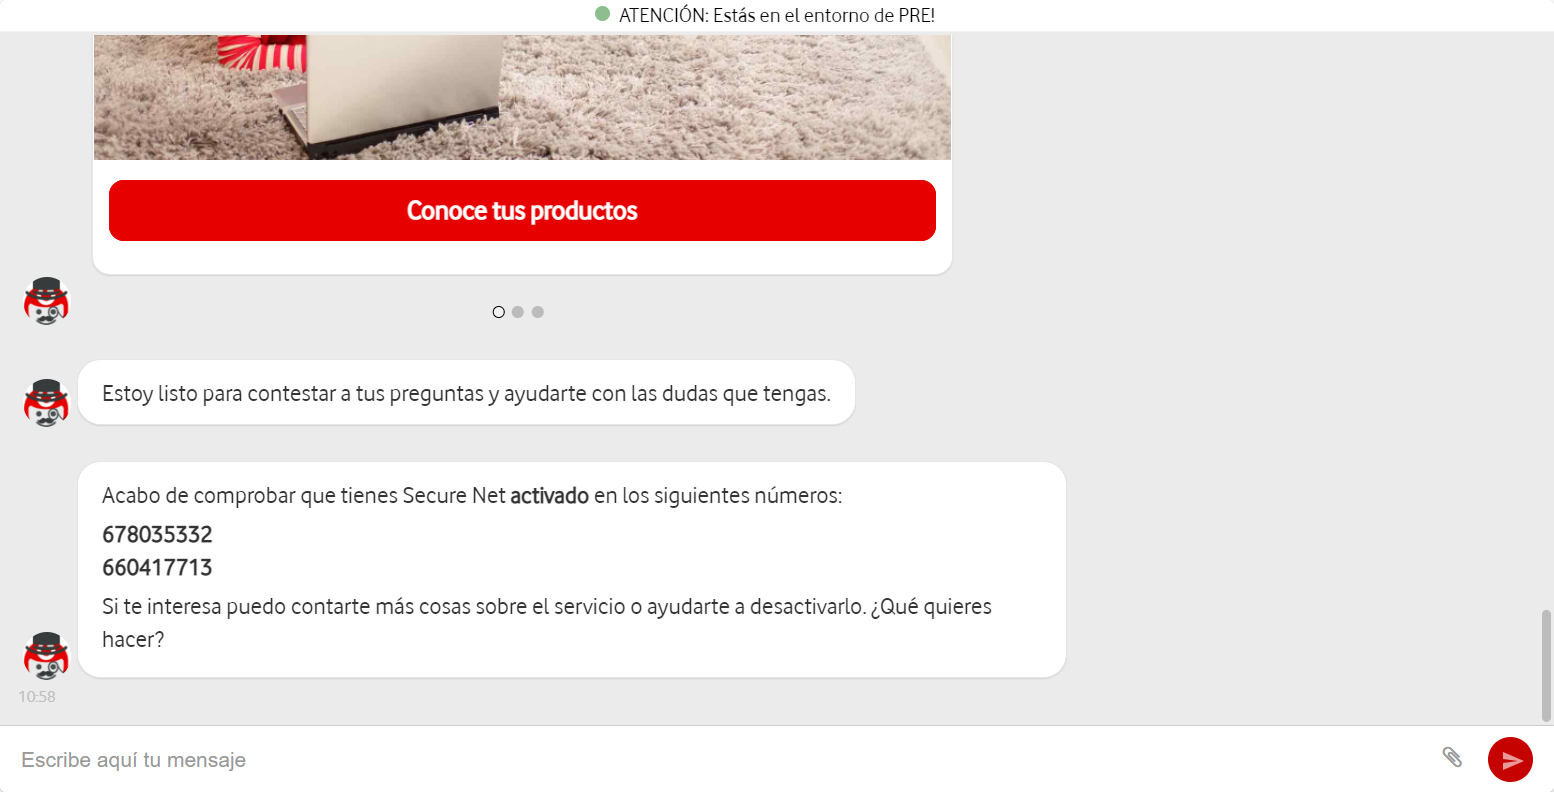 ATENCIÓN: Estás en el entorno de PRE!
Conoce tus productos
Estoy listo para contestar a tus preguntas y ayudarte con las dudas que tengas.
Acabo de comprobar que tienes Secure Net activado en los siguientes números:
678035332
660417713
Si te interesa puedo contarte más cosas sobre el servicio o ayudarte a desactivarlo. ¿Qué quieres
hacer?
10:58
Escribe aquí tu mensaje